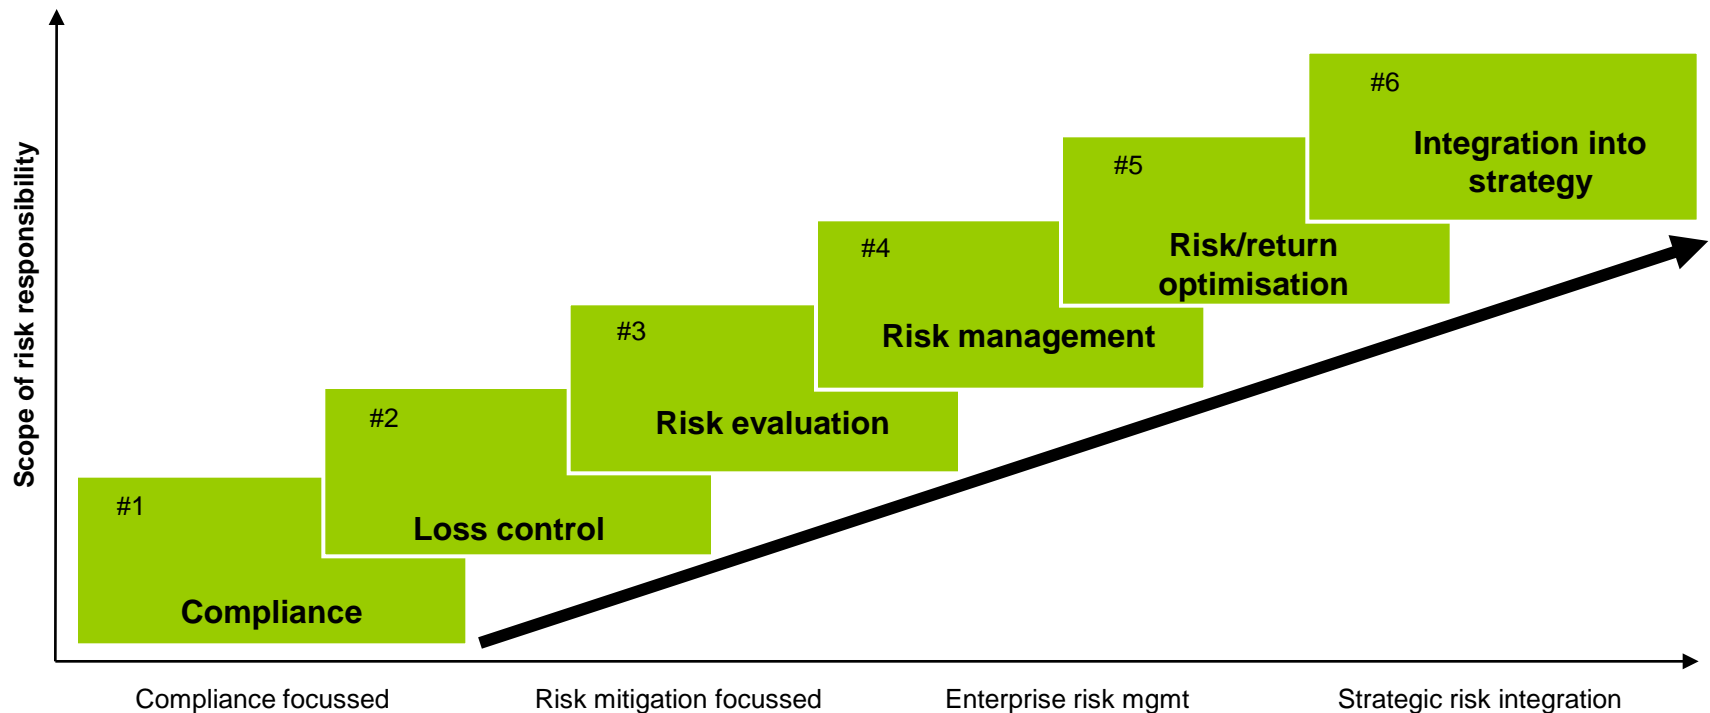 Scope of risk responsibility
#1
Compliance
#2
Loss control
#3
Risk evaluation
#4
Risk management
#5
Risk/return
optimisation
#6
Integration into
strategy
Compliance focussed
Risk mitigation focussed
Enterprise risk mgmt
Strategic risk integration